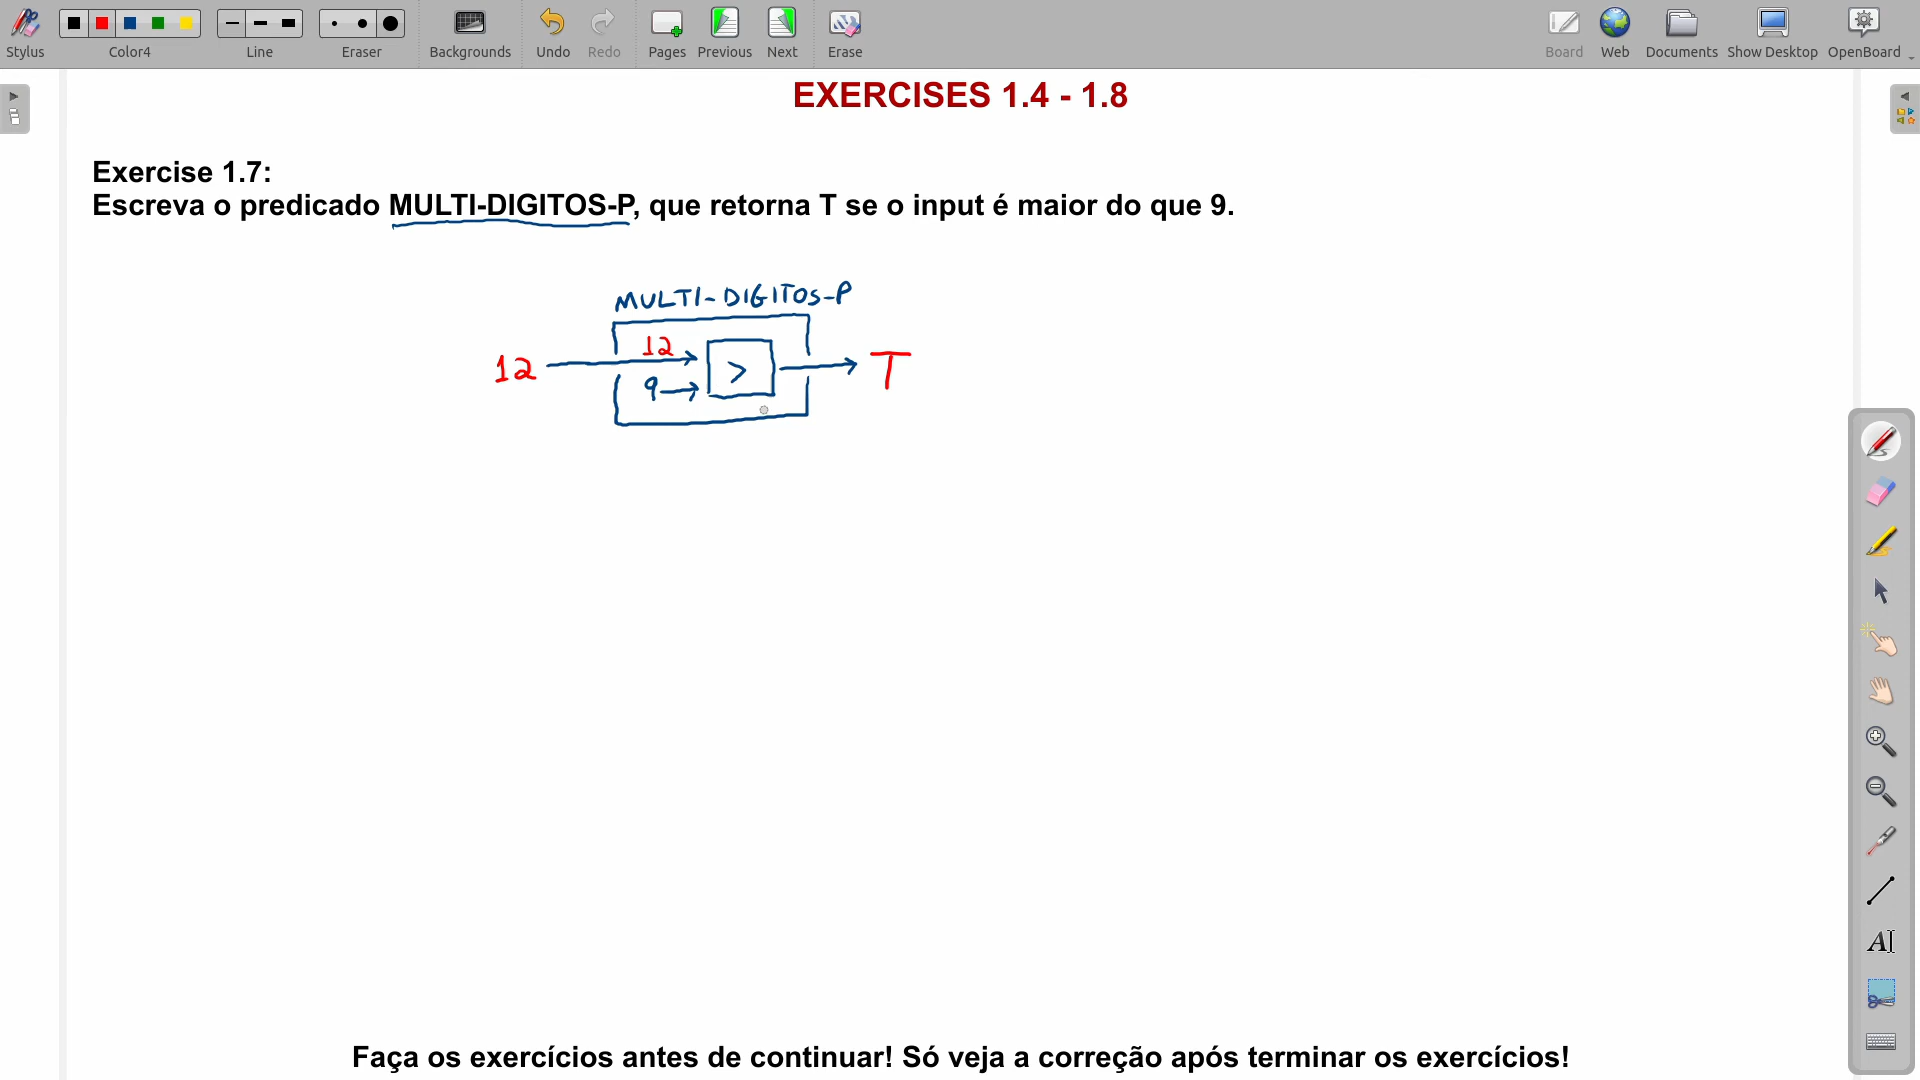 Stylus Color4 Line Eraser Backgrounds Undo Redo Pages Previous Next Erase Board Web Documents Show Desktop OpenBoard
EXERCISES 1.4 - 1.8
Exercise 1.7:
Escreva o predicado MULTI-DIGITOS-P, que retorna T se o input é maior do que 9.
MULTI-DIGITOS-P
12
12 > T
9
Faça os exercícios antes de continuar! Só veja a correção após terminar os exercícios!